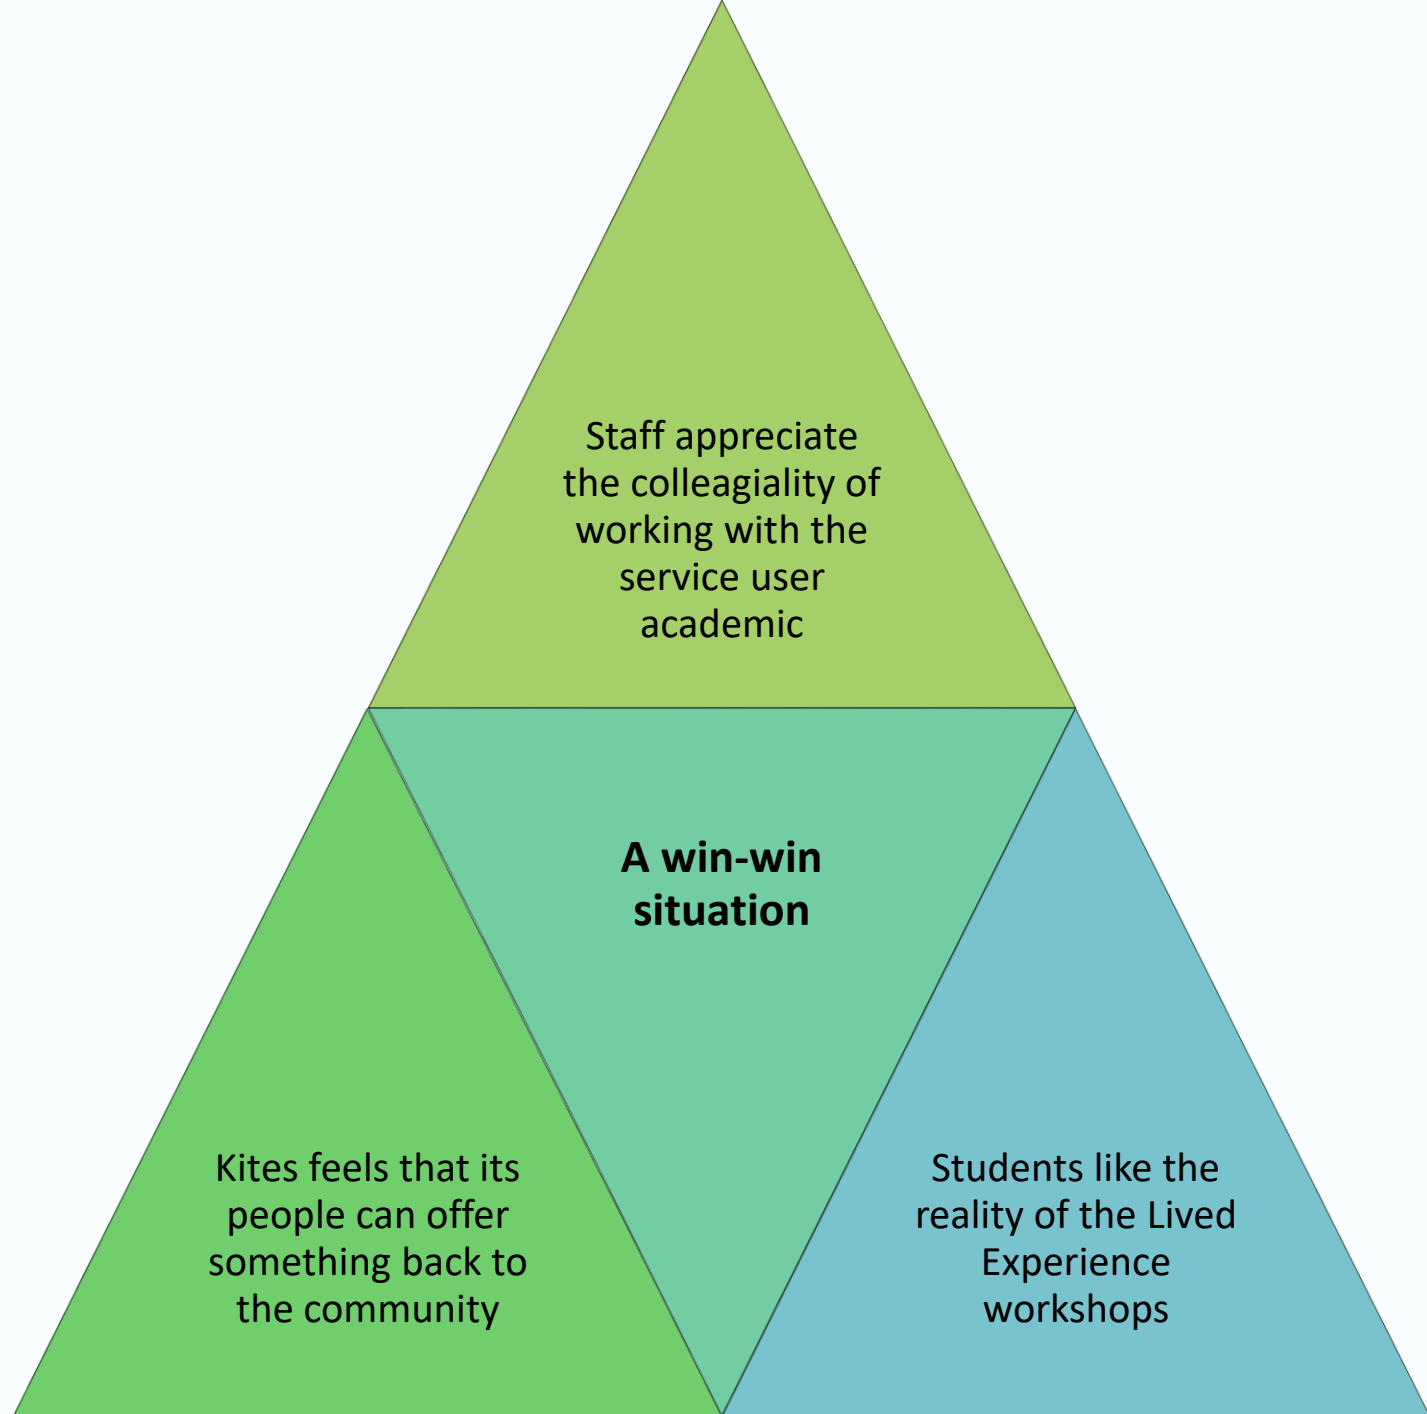 Staff appreciate
the colleagiality of
working with the
service user
academic
A win-win
situation
Kites feels that its
people can offer
something back to
the community
Students like the
reality of the Lived
Experience
workshops